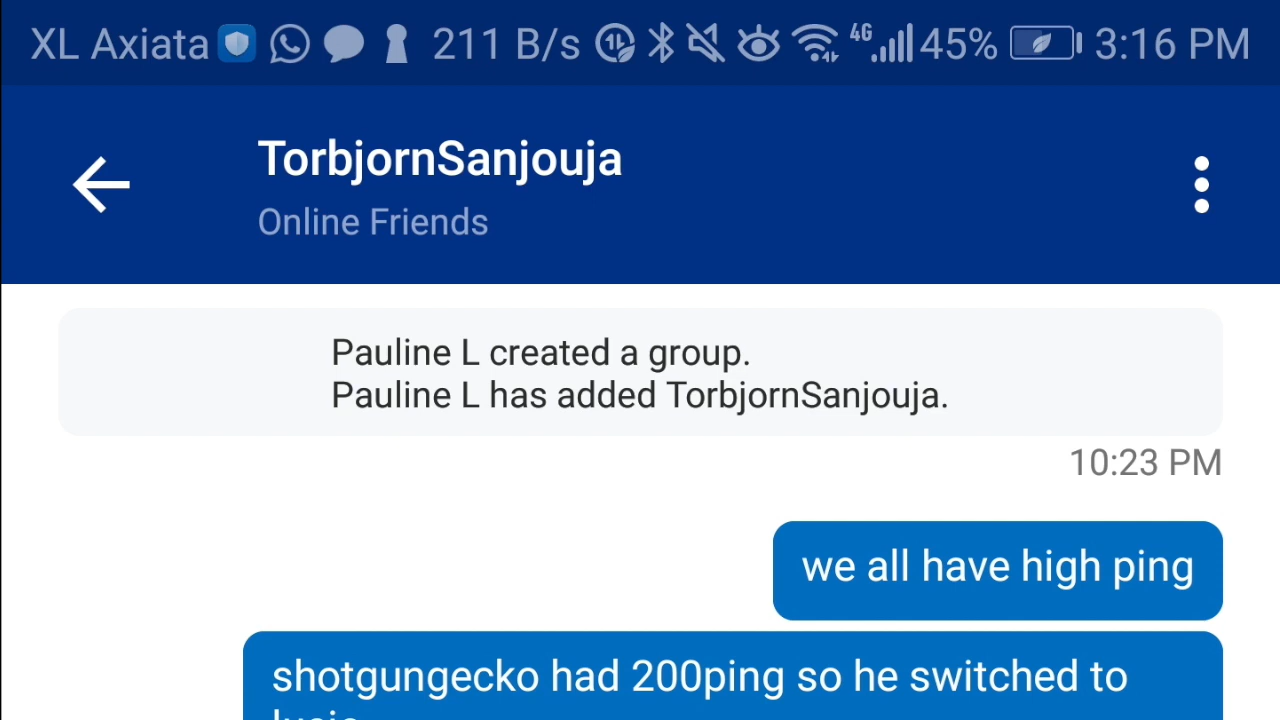 XL Axiata 211 B/s 4G 45% 3:16 PM
TorbjornSanjouja
Online Friends
Pauline L created a group.
Pauline L has added TorbjornSanjouja.
10:23 PM
we all have high ping
shotgungecko had 200ping so he switched to